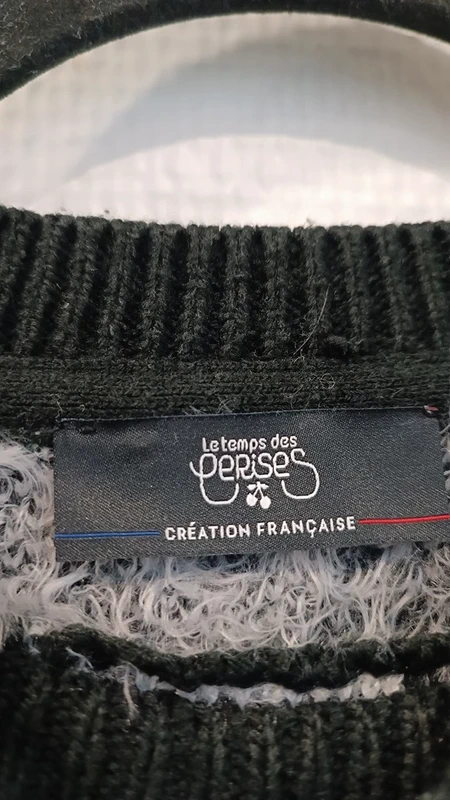 Le temps des
CERISES
CRÉATION FRANÇAISE